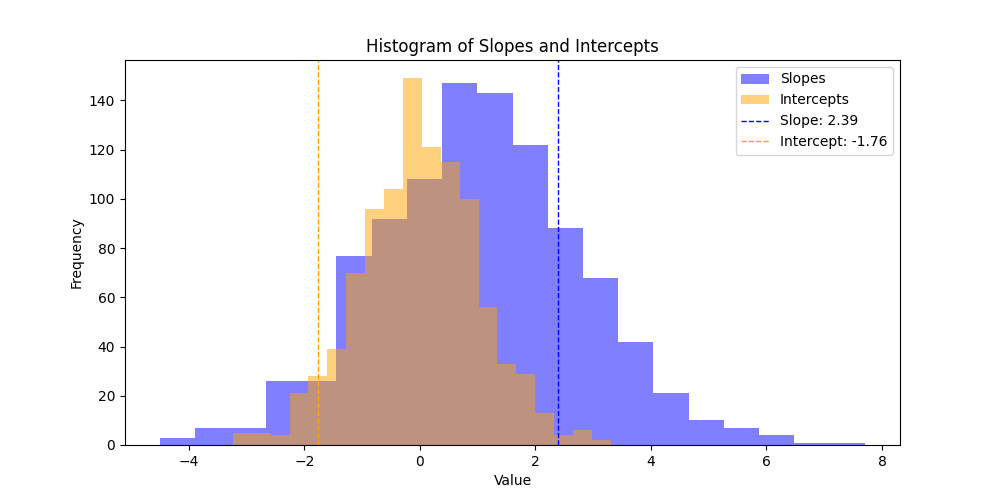 Histogram of Slopes and Intercepts
Slopes
Intercepts
Slope: 2.39
Intercept: -1.76
Frequency
140
120
100
80
60
40
20
0
−4 −2 0 2 4 6 8
Value